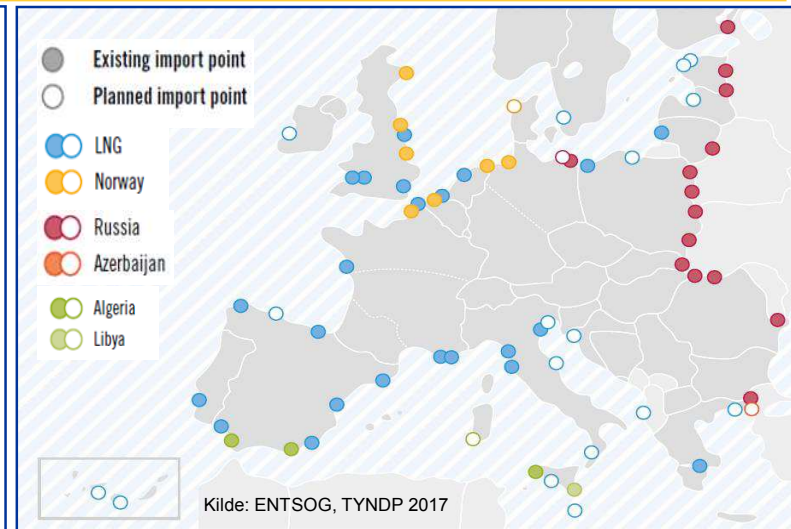 Existing import point
Planned import point
LNG
Norway
Russia
Azerbaijan
Algeria
Libya
Kilde: ENTSOG, TYNDP 2017